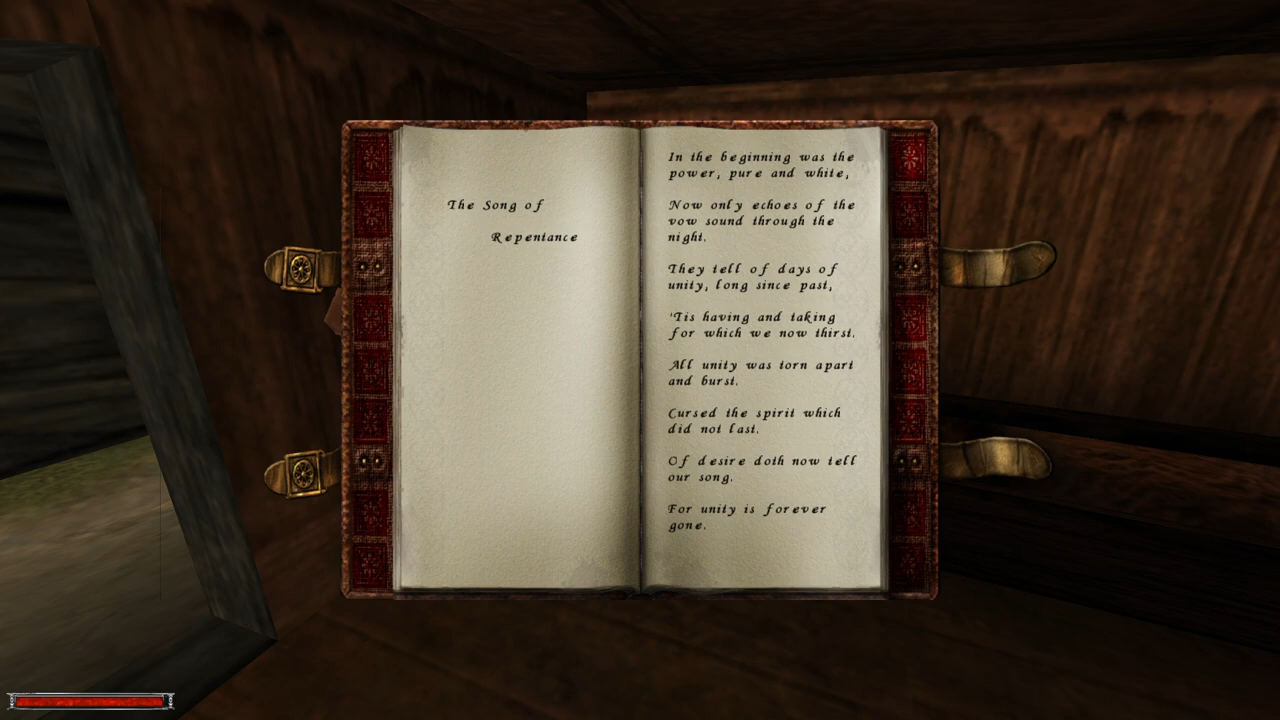 The Song of
Repentance
In the beginning was the
power, pure and white,
Now only echoes of the
vow sound through the
night.
They tell of days of
unity, long since past,
'Tis having and taking
for which we now thirst.
All unity was torn apart
and burst.
Cursed the spirit which
did not last.
Of desire doth now tell
our song.
For unity is forever
gone.